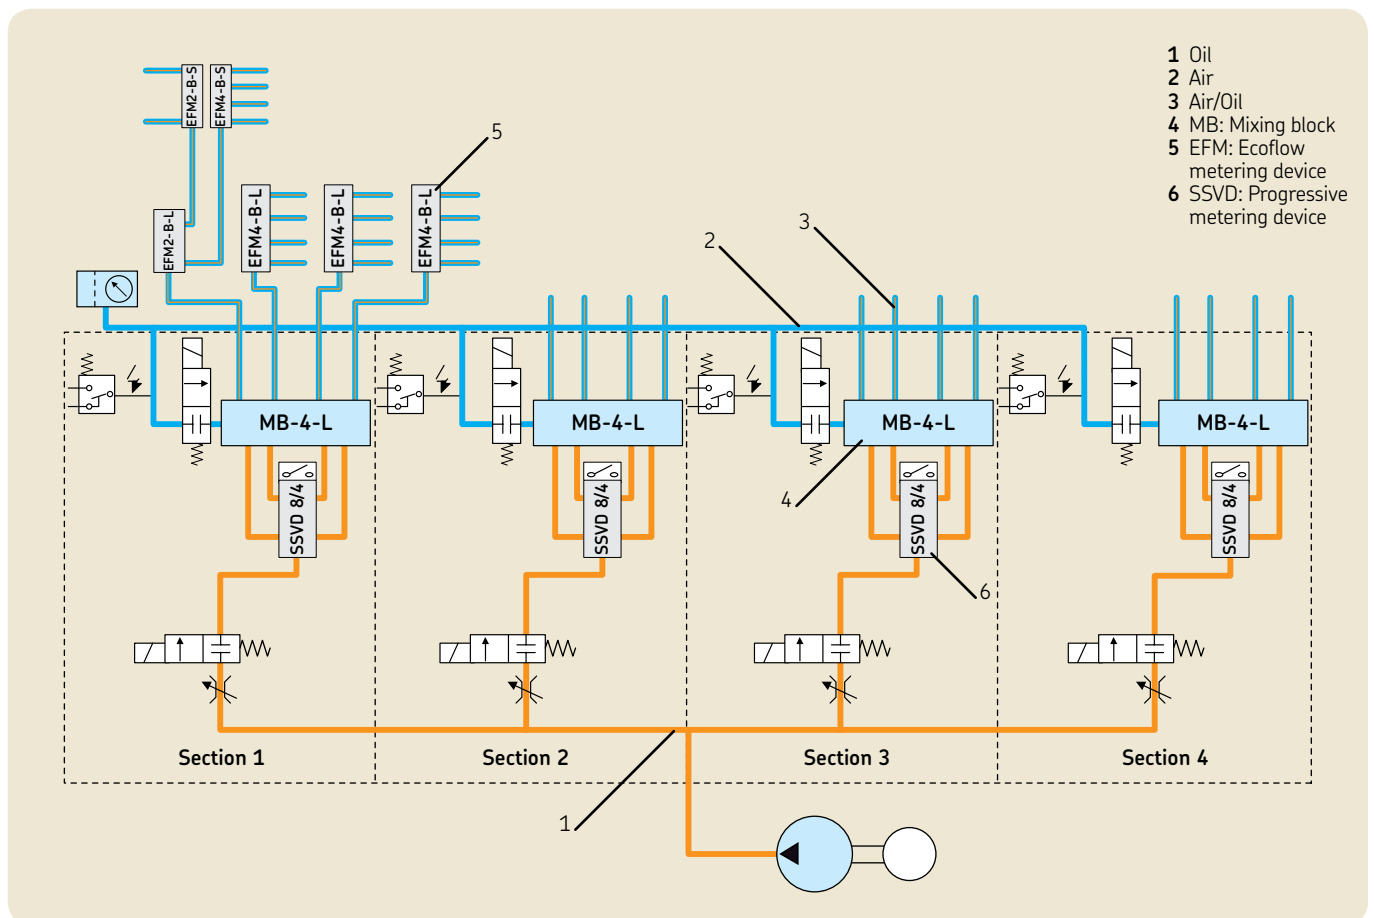 1 Oil
2 Air
3 Air/Oil
4 MB: Mixing block
5 EFM: Ecoflow
metering device
6 SSVD: Progressive
metering device
EFM2-B-S
EFM4-B-S
5
EFM2-B-L
EFM4-B-L
EFM4-B-L
EFM4-B-L
2
3
MB-4-L
MB-4-L
MB-4-L
MB-4-L
4
SSVD 8/4
SSVD 8/4
SSVD 8/4
SSVD 8/4
6
Section 1
Section 2
Section 3
Section 4
1